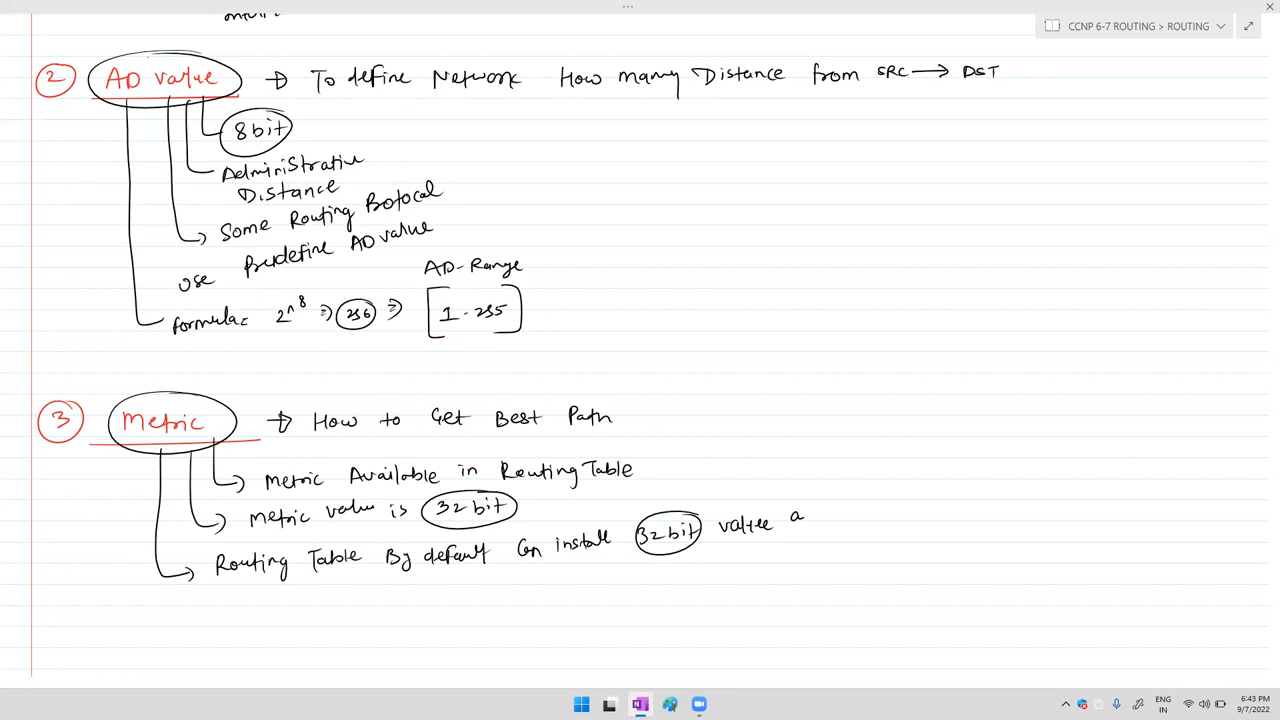 CCNP 6-7 ROUTING > ROUTING
2 AD value → To define Network How many Distance from SRC → DST
8bit
Administrative
Distance
Some Routing Protocal
use Predefine AD value
AD-Range
formula= 2^n 8 ⇒ 256 ⇒ [1-255]
3 Metric → How to Get Best Path
Metric Available in Routing Table
Metric value is 32 bit
Routing Table By default Can install 32 bit value a
ENG
IN
6:43 PM
9/7/2022